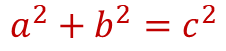 a² + b² = c²